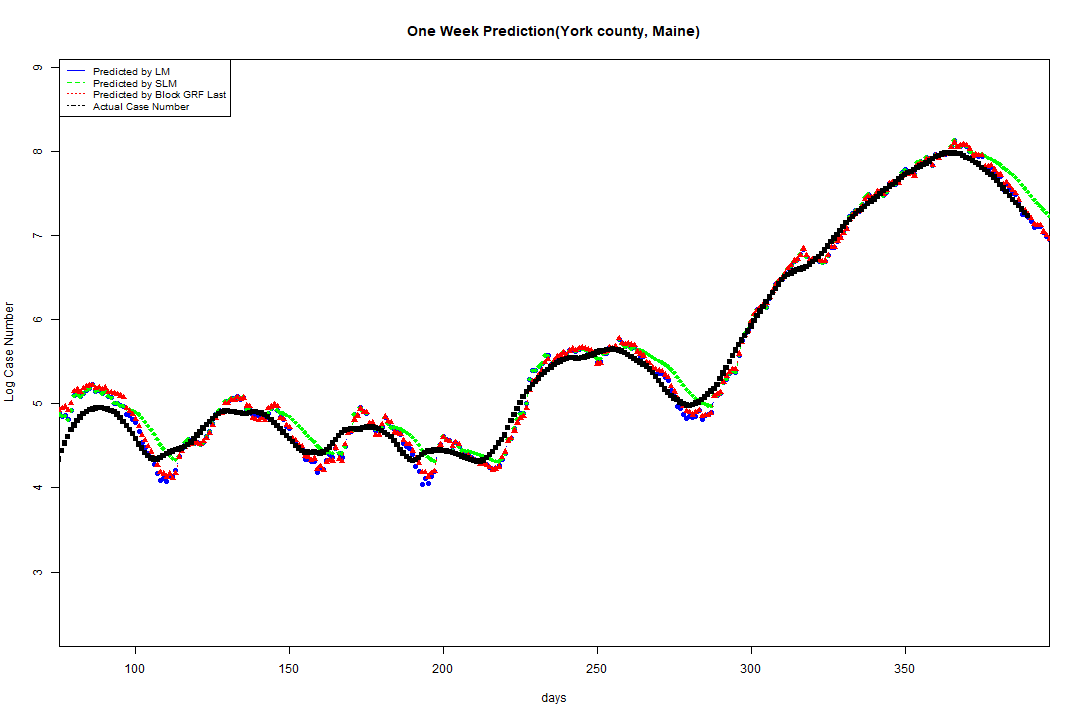 One Week Prediction(York county, Maine)
Predicted by LM
Predicted by SLM
Predicted by Block GRF Last
Actual Case Number
9
8
7
6
5
4
3
Log Case Number
100 150 200 250 300 350
days